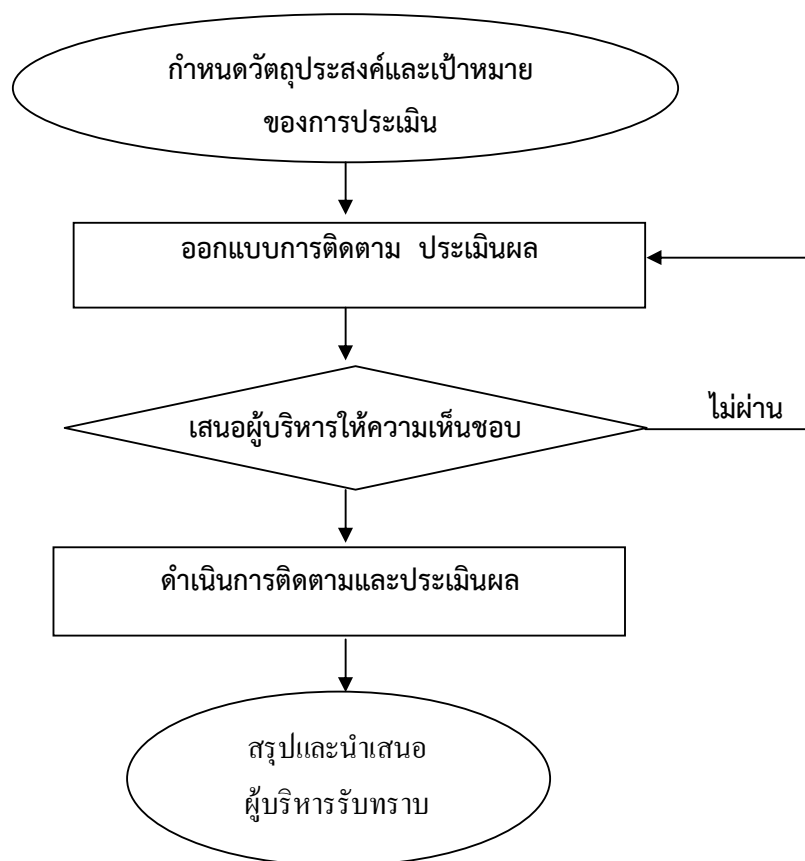 กำหนดวัตถุประสงค์และเป้าหมาย
ของการประเมิน
ออกแบบการติดตาม ประเมินผล
เสนอผู้บริหารให้ความเห็นชอบ
ไม่ผ่าน
ดำเนินการติดตามและประเมินผล
สรุปและนำเสนอ
ผู้บริหารรับทราบ